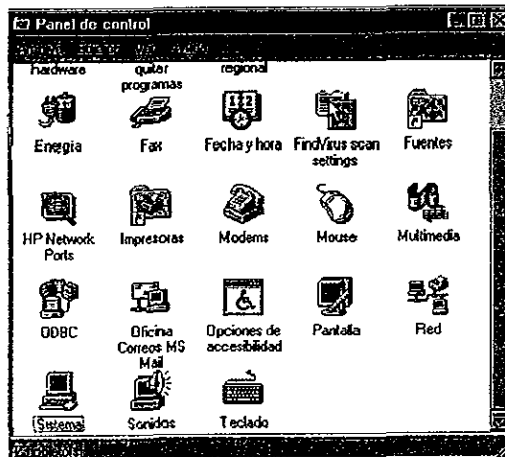 Panel de control
hardware quitar programas regional
Energía Fax Fecha y hora FindVirus scan settings Fuentes
HP Network Ports Impresoras Modems Mouse Multimedia
ODBC Oficina Correos MS Mail Opciones de accesibilidad Pantalla Red
Sistema Sonidos Teclado